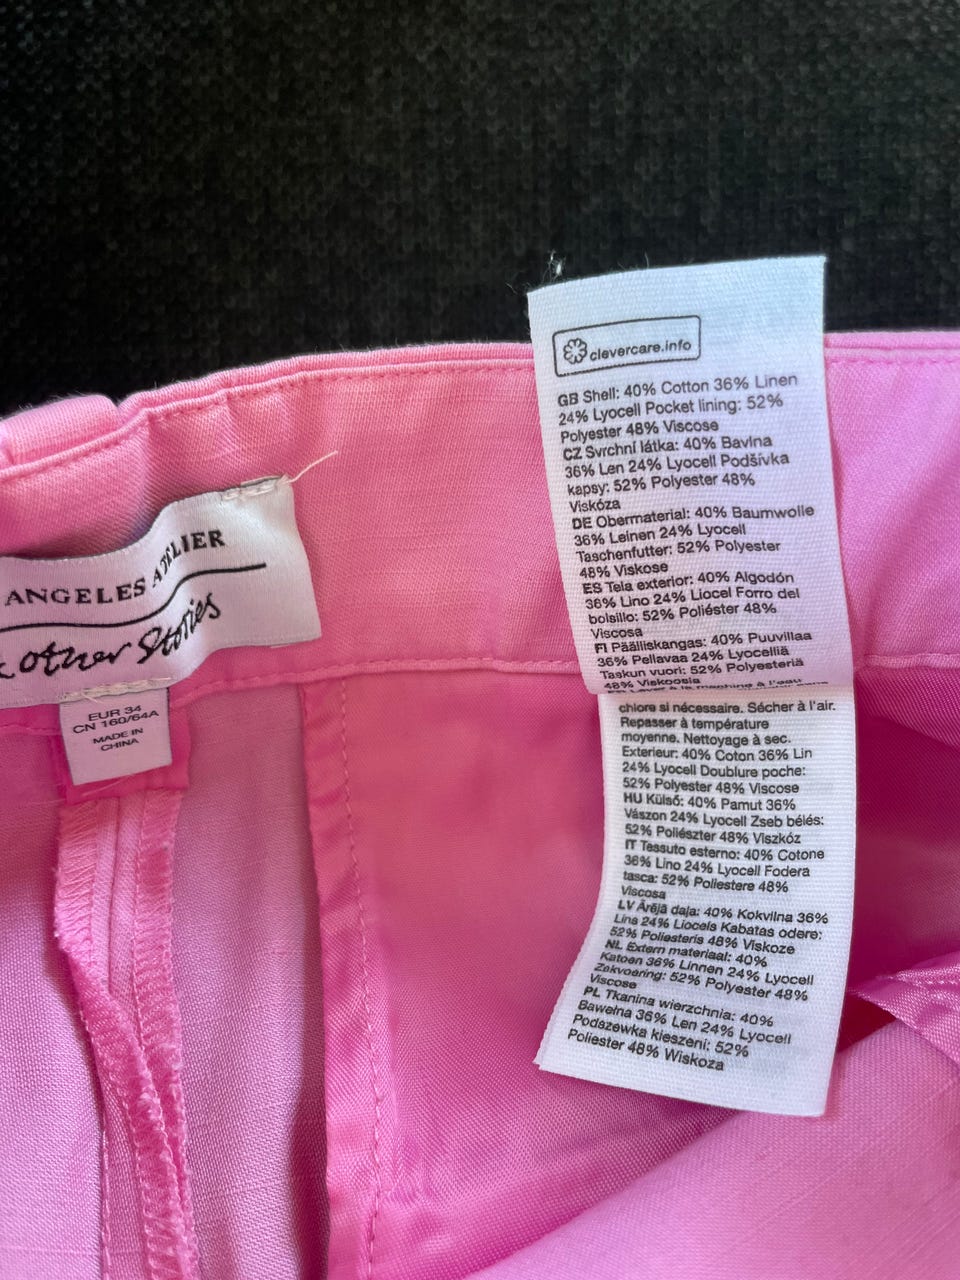 ANGELES ATELIER
& other Stories
EUR 34
CN 160/64A
MADE IN
CHINA
clevercare.info
GB Shell: 40% Cotton 36% Linen
24% Lyocell Pocket lining: 52%
Polyester 48% Viscose
CZ Svrchní látka: 40% Bavlna
36% Len 24% Lyocell Podšívka
kapsy: 52% Polyester 48%
Viskóza
DE Obermaterial: 40% Baumwolle
36% Leinen 24% Lyocell
Taschenfutter: 52% Polyester
48% Viskose
ES Tela exterior: 40% Algodón
36% Lino 24% Liocel Forro del
bolsillo: 52% Poliéster 48%
Viscosa
FI Päälliskangas: 40% Puuvillaa
36% Pellavaa 24% Lyocelliä
Taskun vuori: 52% Polyesteriä
48% Viskoosia
FR Laver à la machine à l'eau
chlore si nécessaire. Sécher à l'air.
Repasser à température
moyenne. Nettoyage à sec.
Exterieur: 40% Coton 36% Lin
24% Lyocell Doublure poche:
52% Polyester 48% Viscose
HU Külső: 40% Pamut 36%
Vászon 24% Lyocell Zseb bélés:
52% Poliészter 48% Viszkóz
IT Tessuto esterno: 40% Cotone
36% Lino 24% Lyocell Fodera
tasca: 52% Poliestere 48%
Viscosa
LV Ārējā daļa: 40% Kokvilna 36%
Lins 24% Liocels Kabatas odere:
52% Poliesteris 48% Viskoze
NL Extern materiaal: 40%
Katoen 36% Linnen 24% Lyocell
Zakvoering: 52% Polyester 48%
Viscose
PL Tkanina wierzchnia: 40%
Bawełna 36% Len 24% Lyocell
Podszewka kieszeni: 52%
Poliester 48% Wiskoza